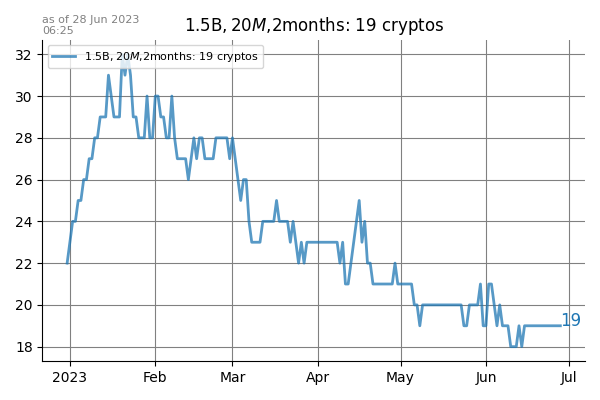 as of 28 Jun 2023
06:25
1.5B, 20M,2months: 19 cryptos
1.5B, 20M,2months: 19 cryptos
32
30
28
26
24
22
20
18
19
2023 Feb Mar Apr May Jun Jul